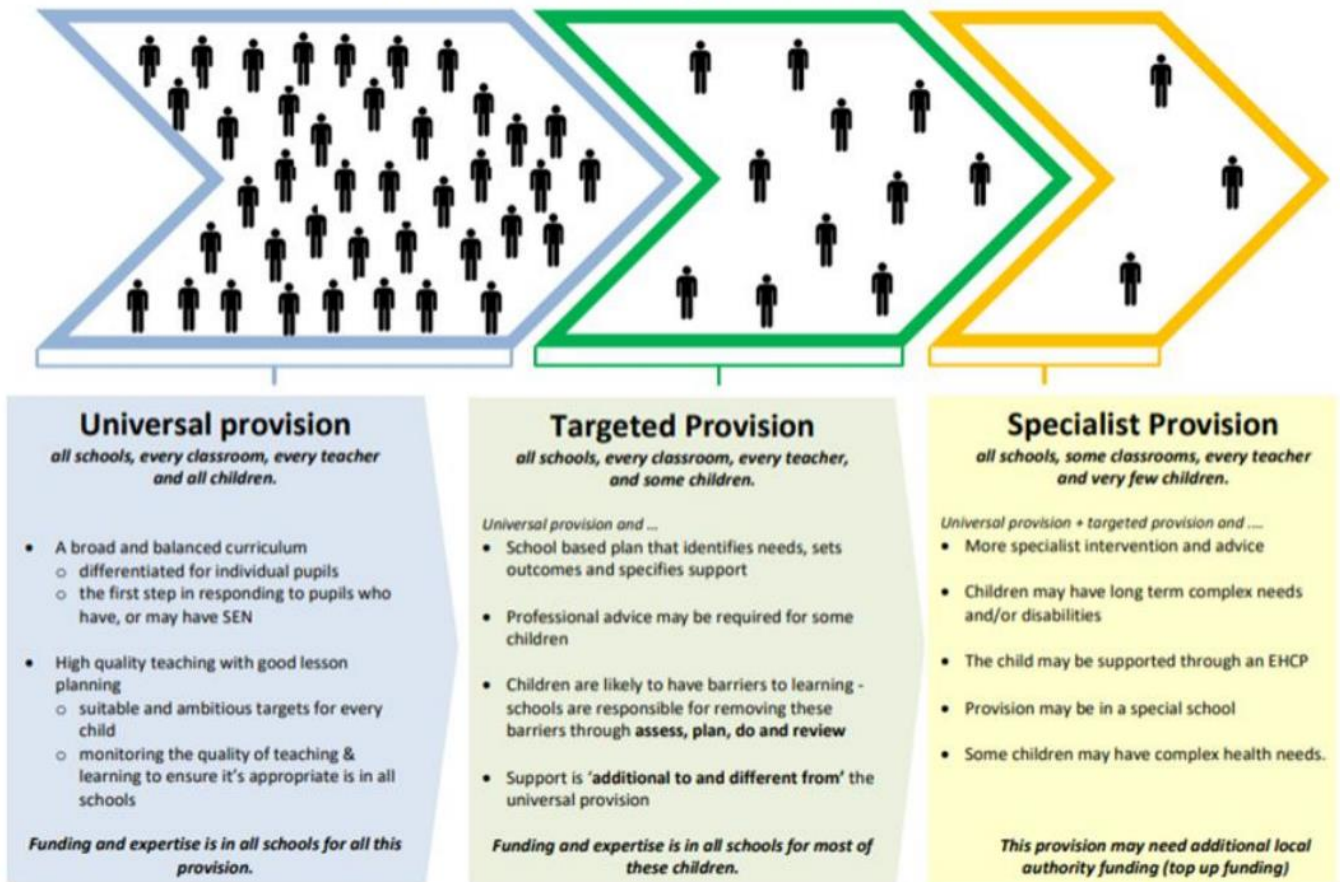 Universal provision
all schools, every classroom, every teacher
and all children.
• A broad and balanced curriculum
o differentiated for individual pupils
o the first step in responding to pupils who
have, or may have SEN
• High quality teaching with good lesson
planning
o suitable and ambitious targets for every
child
o monitoring the quality of teaching &
learning to ensure it's appropriate is in all
schools
Funding and expertise is in all schools for all this
provision.
Targeted Provision
all schools, every classroom, every teacher,
and some children.
Universal provision and ...
• School based plan that identifies needs, sets
outcomes and specifies support
• Professional advice may be required for some
children
• Children are likely to have barriers to learning -
schools are responsible for removing these
barriers through assess, plan, do and review
• Support is 'additional to and different from' the
universal provision
Funding and expertise is in all schools for most of
these children.
Specialist Provision
all schools, some classrooms, every teacher
and very few children.
Universal provision + targeted provision and ....
• More specialist intervention and advice
• Children may have long term complex needs
and/or disabilities
• The child may be supported through an EHCP
• Provision may be in a special school
• Some children may have complex health needs.
This provision may need additional local
authority funding (top up funding)